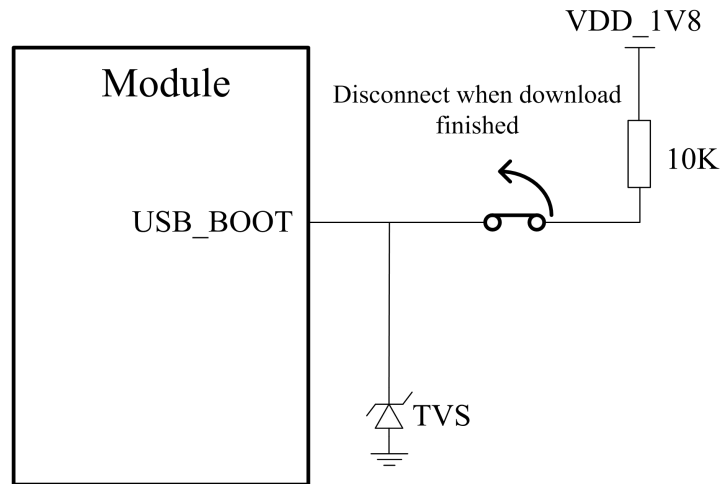 VDD_1V8
Module
Disconnect when download
finished
10K
USB_BOOT
TVS